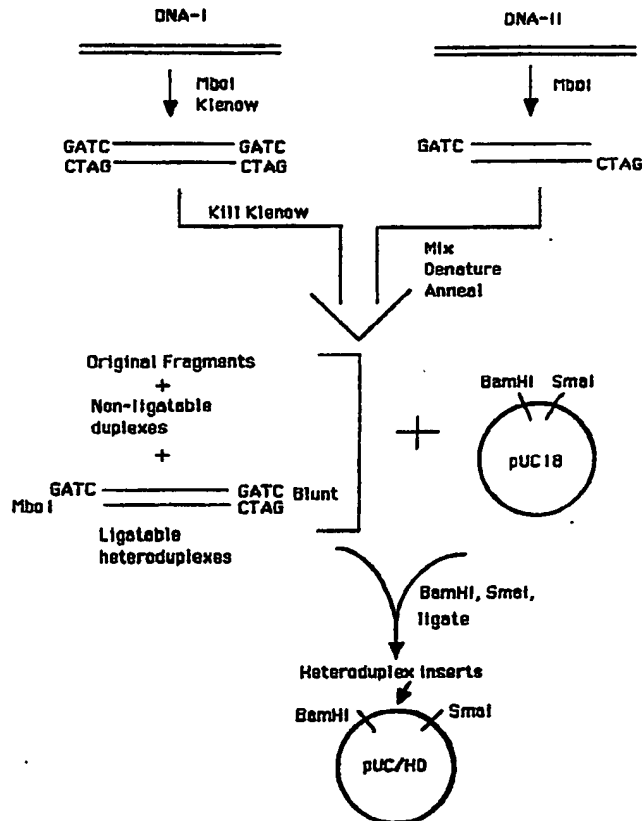 DNA-I
DNA-II
MboI
Klenow
MboI
GATC GATC
CTAG CTAG
GATC
CTAG
Kill Klenow
Mix
Denature
Anneal
Original Fragments
+
Non-ligatable
duplexes
+
GATC GATC Blunt
MboI CTAG
Ligatable
heteroduplexes
+
BamHI SmaI
pUC18
BamHI, SmaI,
ligate
Heteroduplex inserts
BamHI SmaI
pUC/HD